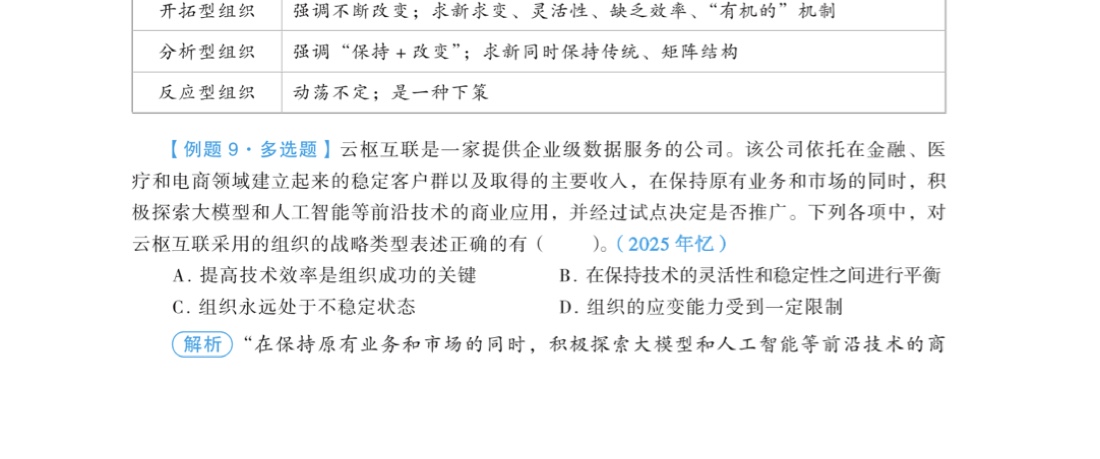 开拓型组织 强调不断改变；求新求变、灵活性、缺乏效率、“有机的”机制
分析型组织 强调“保持 + 改变”；求新同时保持传统、矩阵结构
反应型组织 动荡不定；是一种下策
【例题 9·多选题】云枢互联是一家提供企业级数据服务的公司。该公司依托在金融、医
疗和电商领域建立起来的稳定客户群以及取得的主要收入，在保持原有业务和市场的同时，积
极探索大模型和人工智能等前沿技术的商业应用，并经过试点决定是否推广。下列各项中，对
云枢互联采用的组织的战略类型表述正确的有（　　）。（2025 年忆）
A. 提高技术效率是组织成功的关键 B. 在保持技术的灵活性和稳定性之间进行平衡
C. 组织永远处于不稳定状态 D. 组织的应变能力受到一定限制
解析 “在保持原有业务和市场的同时，积极探索大模型和人工智能等前沿技术的商